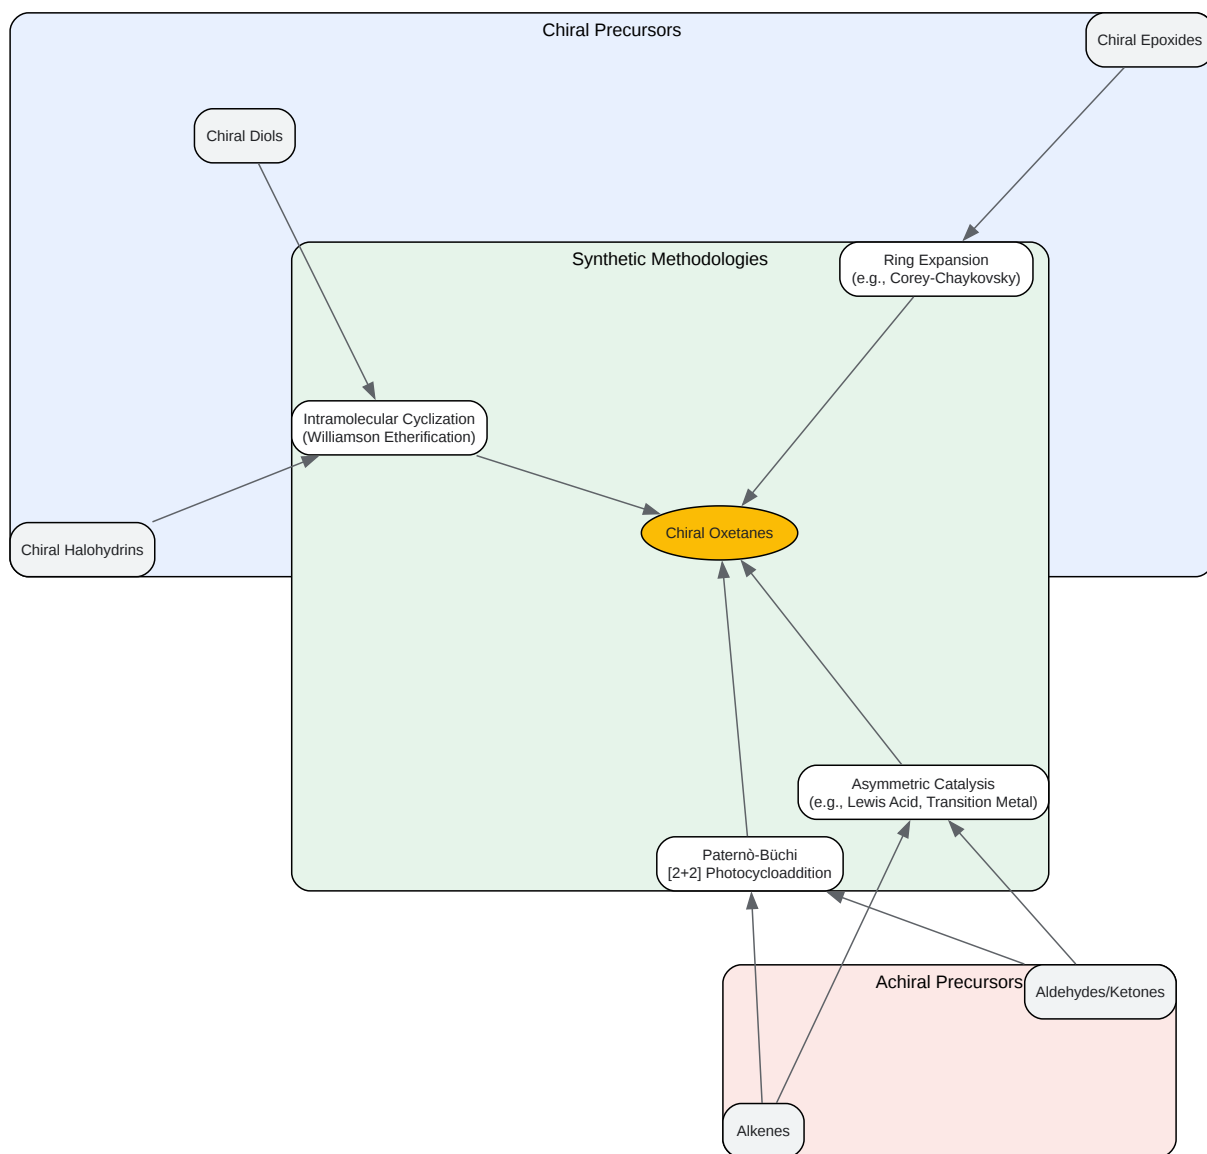 Chiral Precursors
Chiral Epoxides
Chiral Diols
Synthetic Methodologies
Ring Expansion
(e.g., Corey-Chaykovsky)
Intramolecular Cyclization
(Williamson Etherification)
Chiral Oxetanes
Chiral Halohydrins
Asymmetric Catalysis
(e.g., Lewis Acid, Transition Metal)
Paternò-Büchi
[2+2] Photocycloaddition
Achiral Precursors
Aldehydes/Ketones
Alkenes